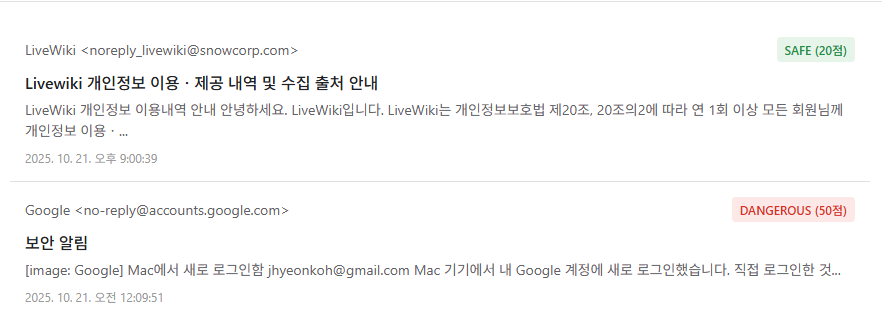 LiveWiki <noreply_livewiki@snowcorp.com>
SAFE (20점)
Livewiki 개인정보 이용 · 제공 내역 및 수집 출처 안내
LiveWiki 개인정보 이용내역 안내 안녕하세요. LiveWiki입니다. LiveWiki는 개인정보보호법 제20조, 20조의2에 따라 연 1회 이상 모든 회원님께
개인정보 이용 · ...
2025. 10. 21. 오후 9:00:39
Google <no-reply@accounts.google.com>
DANGEROUS (50점)
보안 알림
[image: Google] Mac에서 새로 로그인함 jhyeonkoh@gmail.com Mac 기기에서 내 Google 계정에 새로 로그인했습니다. 직접 로그인한 것...
2025. 10. 21. 오전 12:09:51